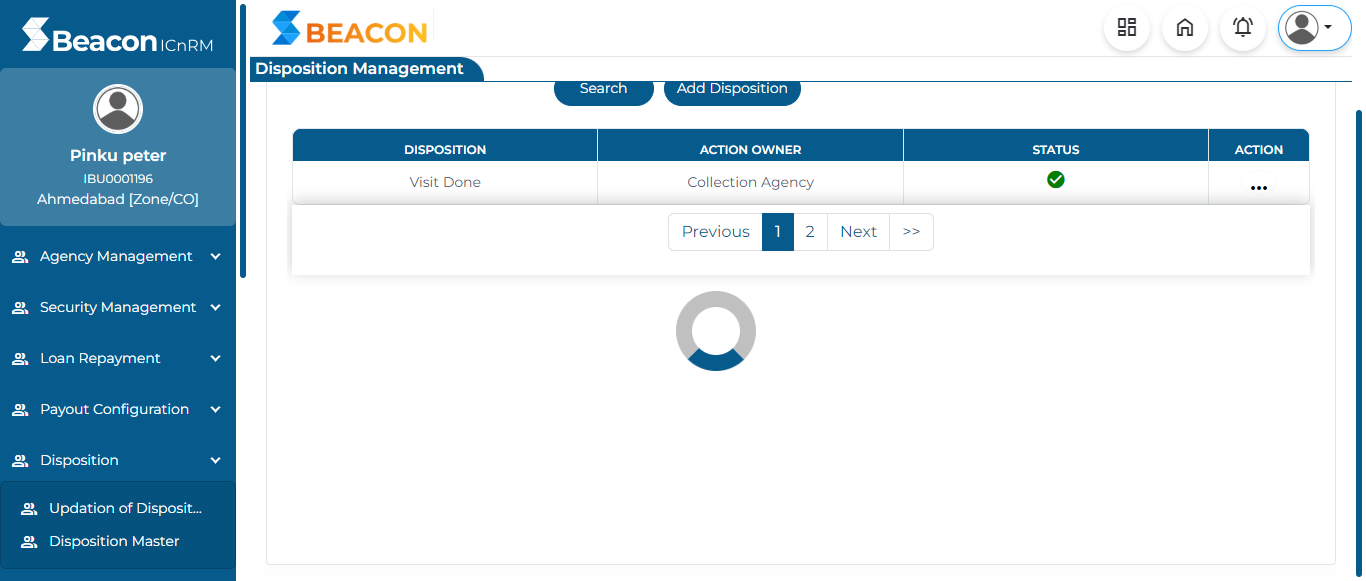 Beacon ICnRM
BEACON
Disposition Management
Pinku peter
IBU0001196
Ahmedabad [Zone/CO]
Agency Management
Security Management
Loan Repayment
Payout Configuration
Disposition
Updation of Disposit...
Disposition Master
Search Add Disposition
DISPOSITION ACTION OWNER STATUS ACTION
Visit Done Collection Agency
Previous 1 2 Next >>